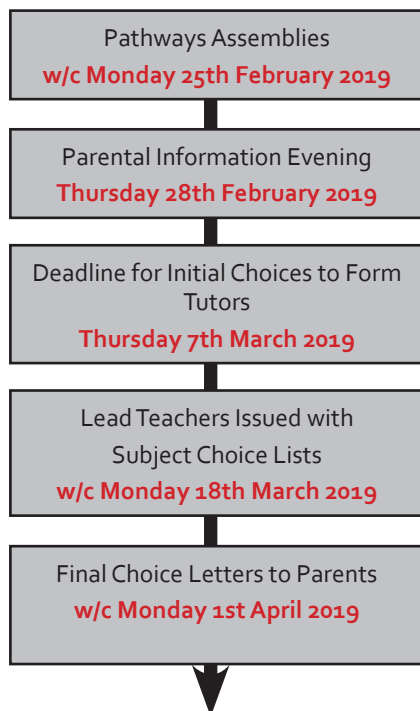 Pathways Assemblies
w/c Monday 25th February 2019
Parental Information Evening
Thursday 28th February 2019
Deadline for Initial Choices to Form
Tutors
Thursday 7th March 2019
Lead Teachers Issued with
Subject Choice Lists
w/c Monday 18th March 2019
Final Choice Letters to Parents
w/c Monday 1st April 2019